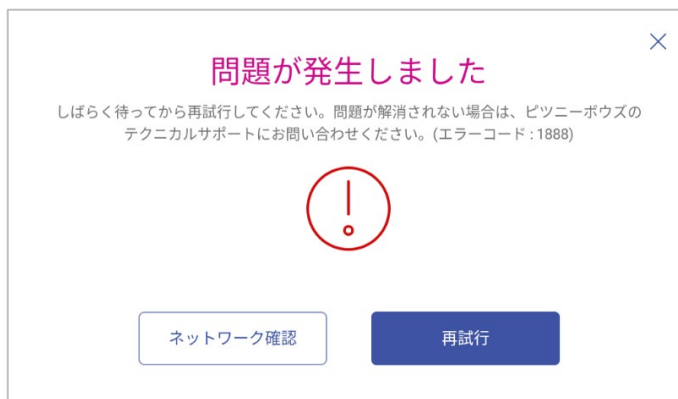 問題が発生しました
しばらく待ってから再試行してください。問題が解消されない場合は、ピツニーボウズの
テクニカルサポートにお問い合わせください。(エラーコード : 1888)
ネットワーク確認
再試行